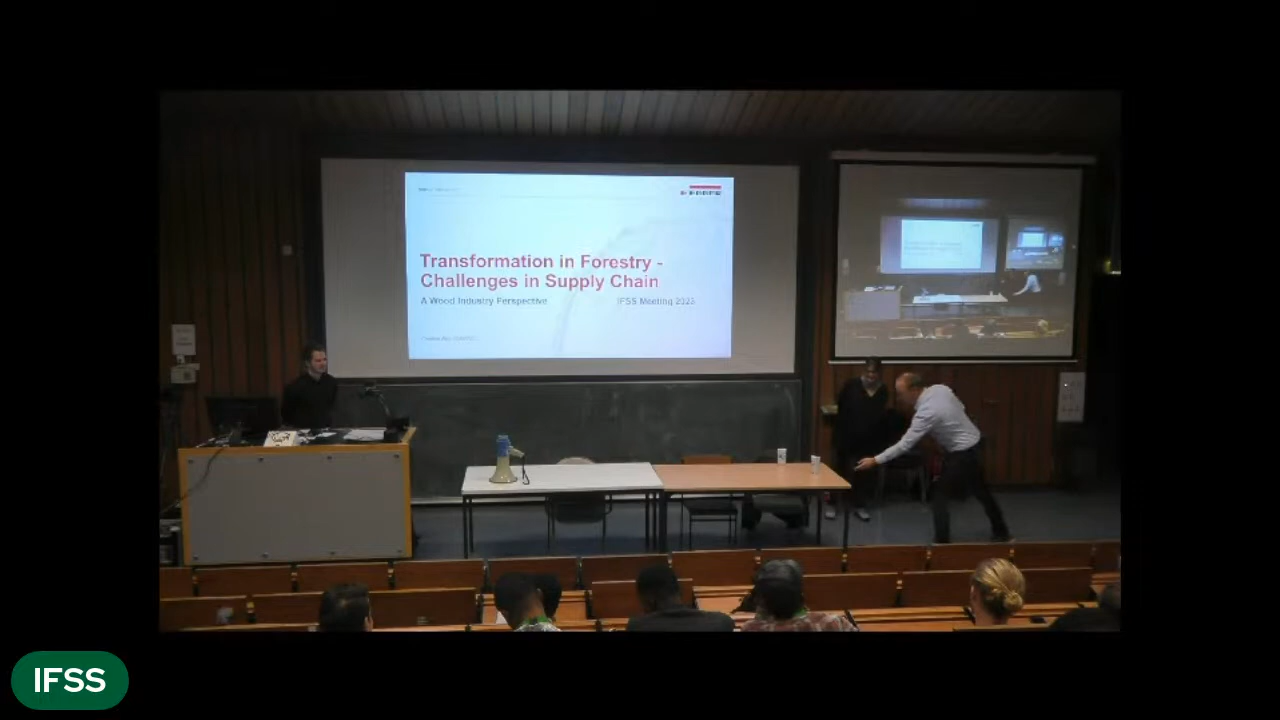 Transformation in Forestry -
Challenges in Supply Chain
A Wood Industry Perspective IFSS Meeting 2023
IFSS